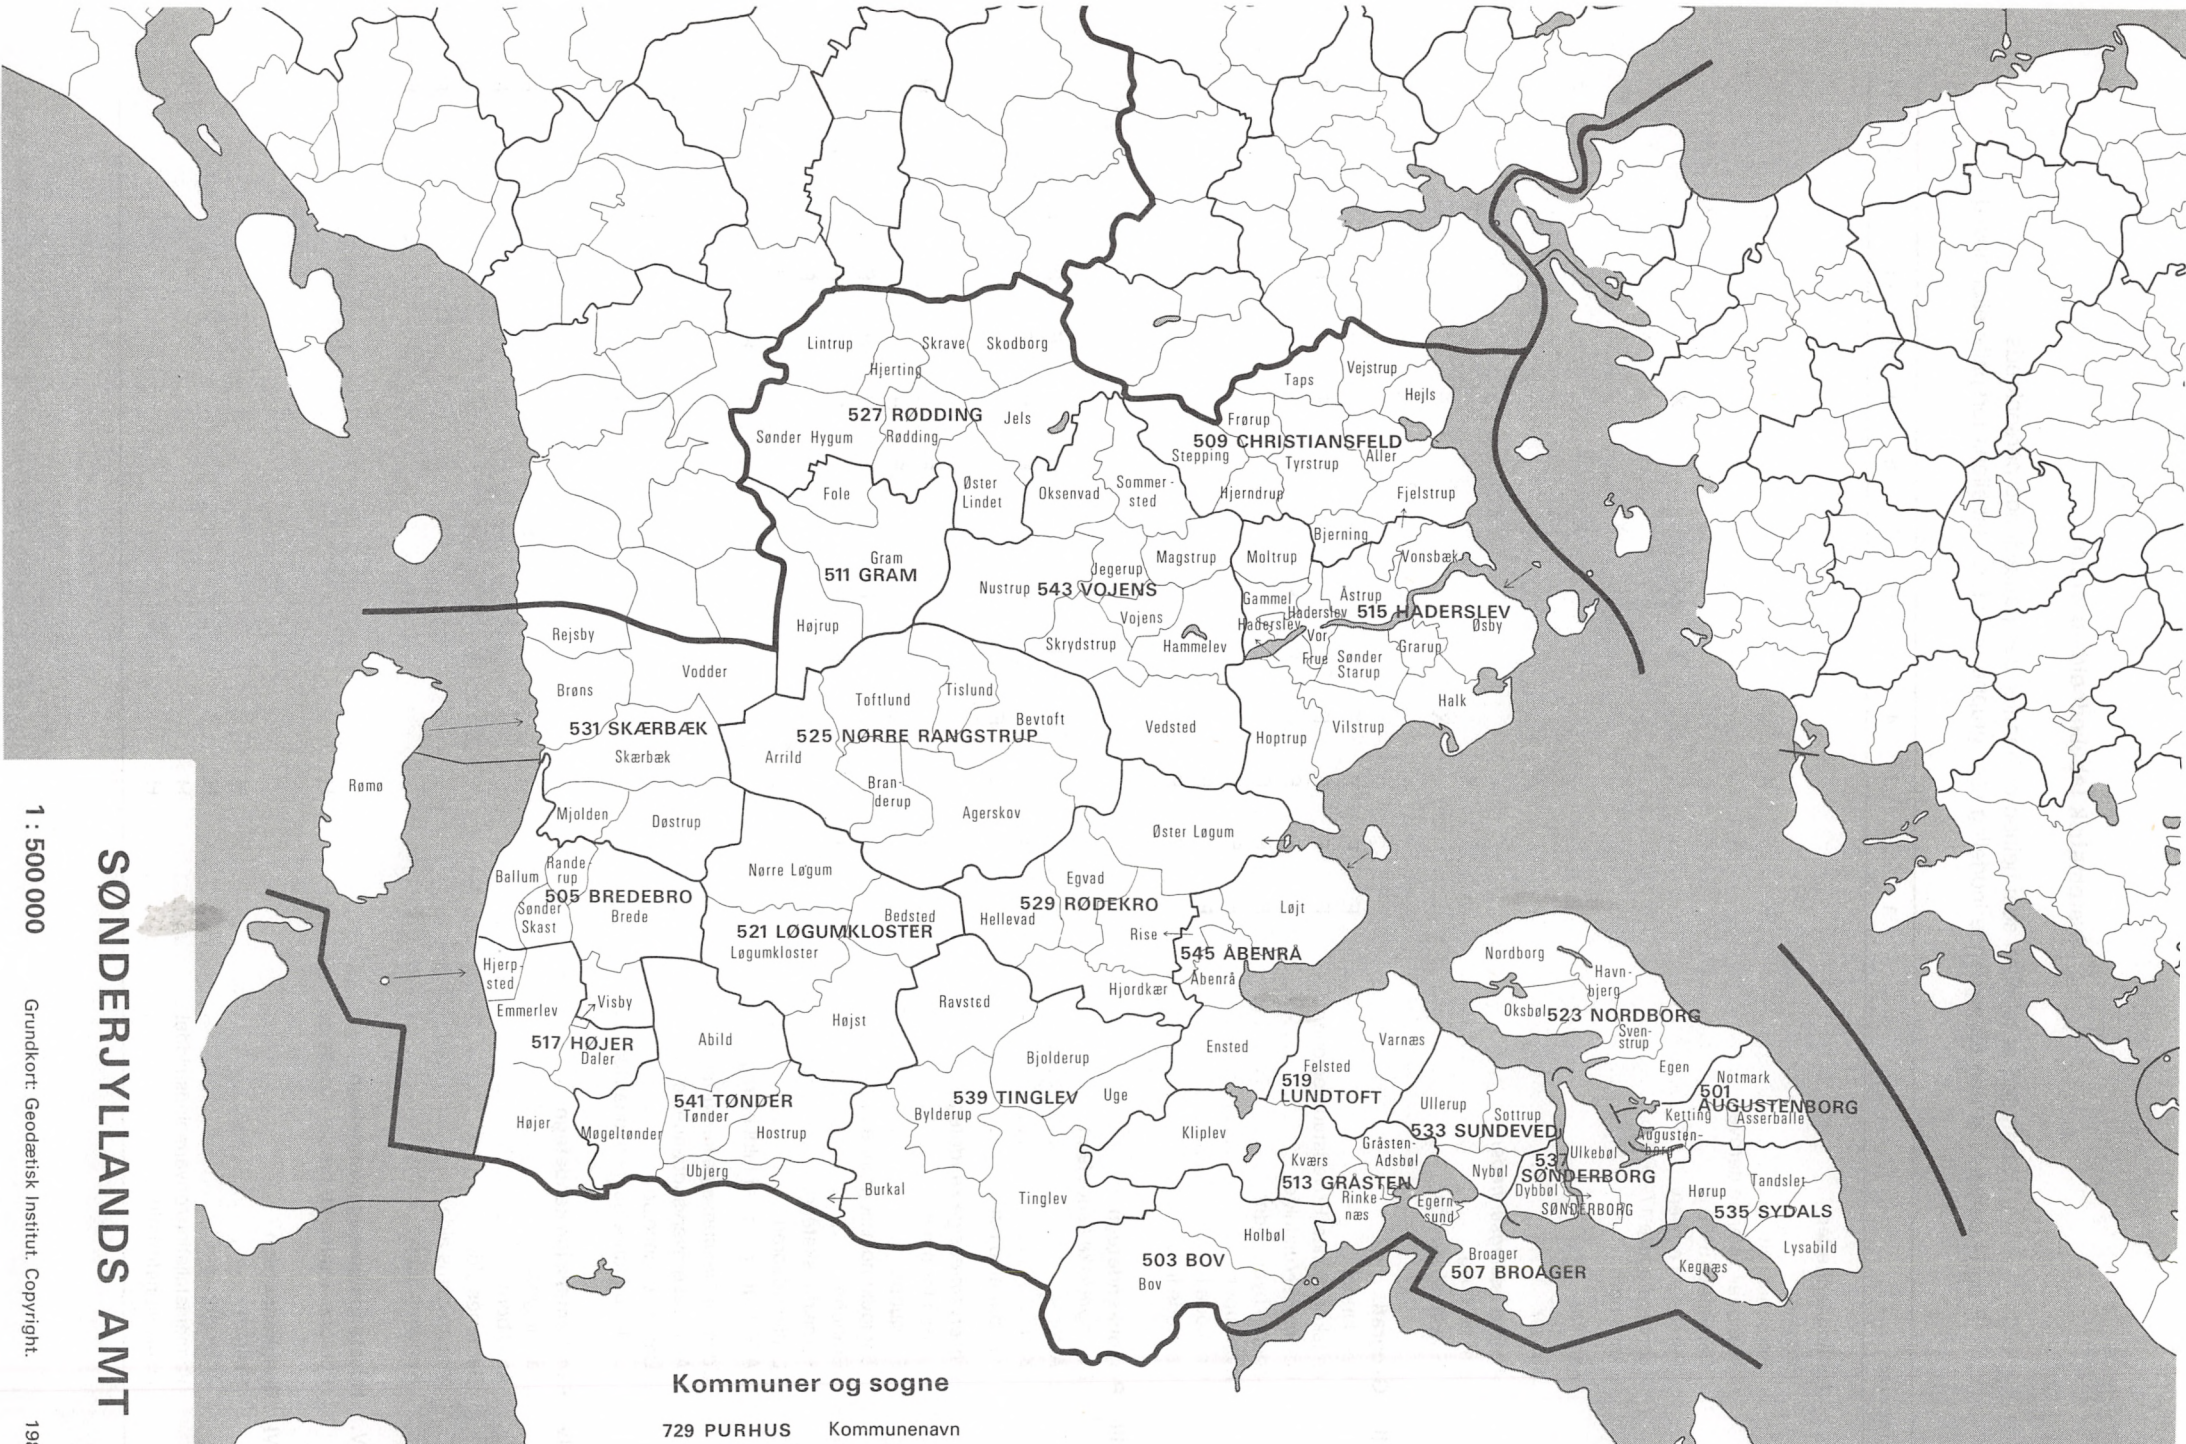 SØNDERJYLLANDS AMT
1 : 500 000 Grundkort: Geodætisk Institut. Copyright. 198
Lintrup
Skrave
Skodborg
Hjerting
527 RØDDING
Sønder Hygum
Rødding
Jels
Fole
Øster
Lindet
Taps
Vejstrup
Hejls
Frørup
509 CHRISTIANSFELD
Stepping
Tyrstrup
Aller
Hjerndrup
Fjelstrup
Oksenvad
Sommer-
sted
Gram
511 GRAM
Højrup
Nustrup
543 VOJENS
Jegerup
Magstrup
Vojens
Skrydstrup
Hammelev
Vedsted
Moltrup
Bjerning
Vonsbæk
Åstrup
Gammel
Haderslev
Haderslev
515 HADERSLEV
Øsby
Vor
Frue
Sønder
Starup
Grarup
Halk
Vilstrup
Hoptrup
Rejsby
Vodder
Brøns
531 SKÆRBÆK
Skærbæk
Rømø
Mjolden
Døstrup
Toftlund
Tislund
Bevtoft
525 NØRRE RANGSTRUP
Arrild
Bran-
derup
Agerskov
Ballum
Rande-
rup
505 BREDEBRO
Sønder
Skast
Brede
Nørre Løgum
Bedsted
521 LØGUMKLOSTER
Løgumkloster
Højst
Øster Løgum
Egvad
529 RØDEKRO
Hellevad
Rise
Hjordkær
Løjt
545 ÅBENRÅ
Åbenrå
Ensted
Hjerp-
sted
Emmerlev
Visby
517 HØJER
Daler
Højer
Abild
541 TØNDER
Tønder
Møgeltønder
Hostrup
Ubjerg
Ravsted
Bjolderup
539 TINGLEV
Uge
Bylderup
Burkal
Tinglev
Varnæs
Felsted
519
LUNDTOFT
Kliplev
Nordborg
Havn-
bjerg
Oksbøl
523 NORDBORG
Sven-
strup
Egen
Notmark
501
AUGUSTENBORG
Ketting
Asserballe
Augusten-
borg
Ullerup
Sottrup
533 SUNDEVED
Nybøl
Ulkebøl
537
SØNDERBORG
Dybbøl
SØNDERBORG
Gråsten-
Adsbøl
Kværs
513 GRÅSTEN
Rinke
næs
Egern-
sund
Hørup
Tandslet
535 SYDALS
Lysabild
Kegnæs
Holbøl
503 BOV
Bov
Broager
507 BROAGER
Kommuner og sogne
729 PURHUS Kommunenavn